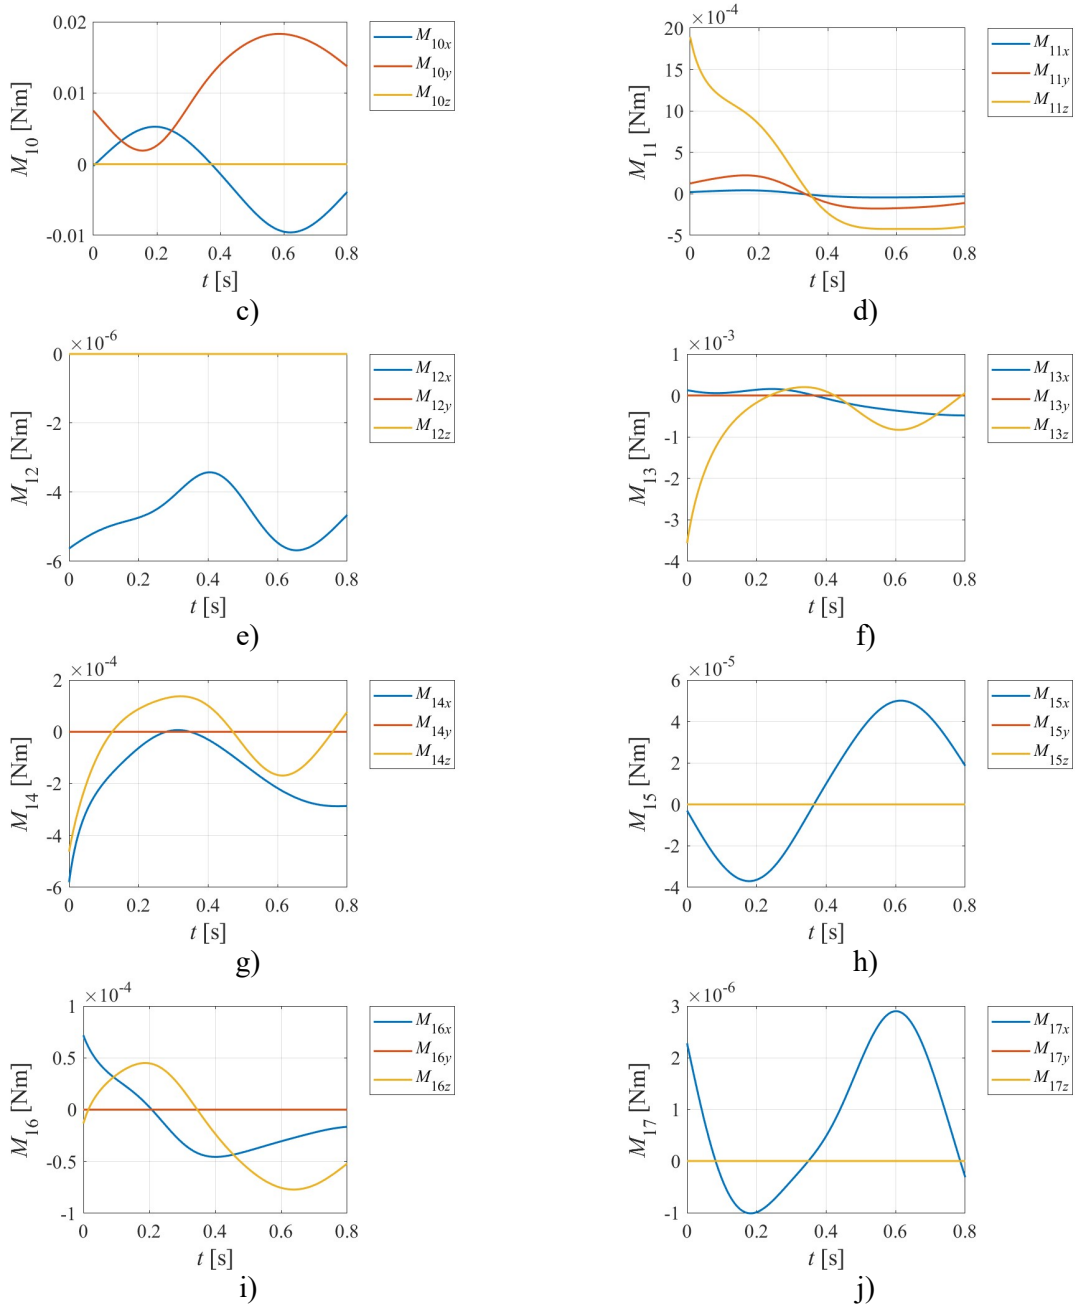 0.02
0.01
0
-0.01
M10 [Nm]
0 0.2 0.4 0.6 0.8
t [s]
M10x
M10y
M10z
c)
×10-4
20
15
10
5
0
-5
M11 [Nm]
0 0.2 0.4 0.6 0.8
t [s]
M11x
M11y
M11z
d)
×10-6
0
-2
-4
-6
M12 [Nm]
0 0.2 0.4 0.6 0.8
t [s]
M12x
M12y
M12z
e)
×10-3
1
0
-1
-2
-3
-4
M13 [Nm]
0 0.2 0.4 0.6 0.8
t [s]
M13x
M13y
M13z
f)
×10-4
2
0
-2
-4
-6
M14 [Nm]
0 0.2 0.4 0.6 0.8
t [s]
M14x
M14y
M14z
g)
×10-5
6
4
2
0
-2
-4
M15 [Nm]
0 0.2 0.4 0.6 0.8
t [s]
M15x
M15y
M15z
h)
×10-4
1
0.5
0
-0.5
-1
M16 [Nm]
0 0.2 0.4 0.6 0.8
t [s]
M16x
M16y
M16z
i)
×10-6
3
2
1
0
-1
M17 [Nm]
0 0.2 0.4 0.6 0.8
t [s]
M17x
M17y
M17z
j)